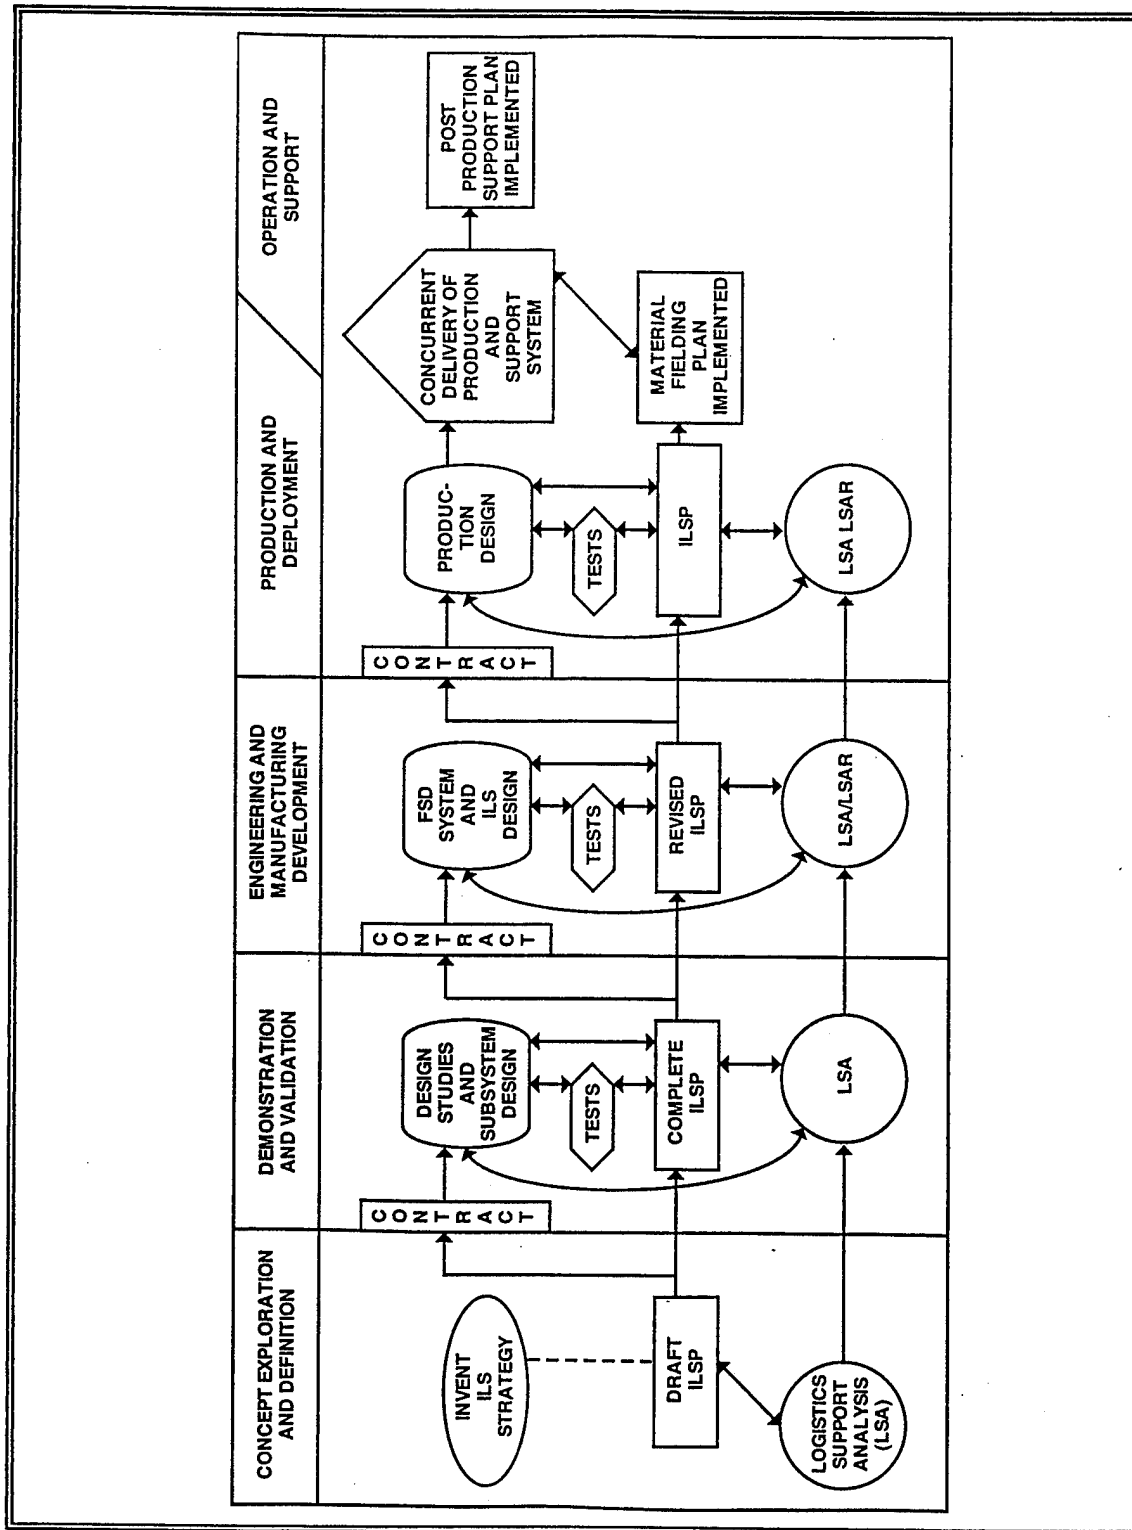 CONCEPT EXPLORATION
AND DEFINITION
DEMONSTRATION
AND VALIDATION
ENGINEERING AND
MANUFACTURING
DEVELOPMENT
PRODUCTION AND
DEPLOYMENT
OPERATION AND
SUPPORT
INVENT
ILS
STRATEGY
DRAFT
ILSP
LOGISTICS
SUPPORT
ANALYSIS
(LSA)
CONTRACT
DESIGN
STUDIES
AND
SUBSYSTEM
DESIGN
TESTS
COMPLETE
ILSP
LSA
CONTRACT
FSD
SYSTEM
AND ILS
DESIGN
TESTS
REVISED
ILSP
LSA/LSAR
CONTRACT
PRODUC-
TION
DESIGN
TESTS
ILSP
LSA LSAR
CONCURRENT
DELIVERY OF
PRODUCTION
AND
SUPPORT
SYSTEM
MATERIAL
FIELDING
PLAN
IMPLEMENTED
POST
PRODUCTION
SUPPORT PLAN
IMPLEMENTED